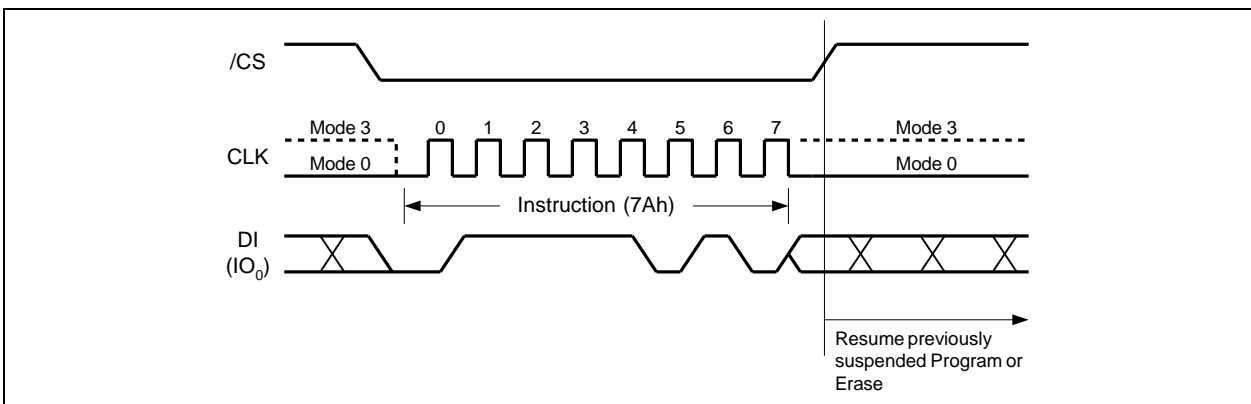 /CS
Mode 3 0 1 2 3 4 5 6 7 Mode 3
CLK
Mode 0 Mode 0
Instruction (7Ah)
DI
(IO₀)
Resume previously
suspended Program or
Erase